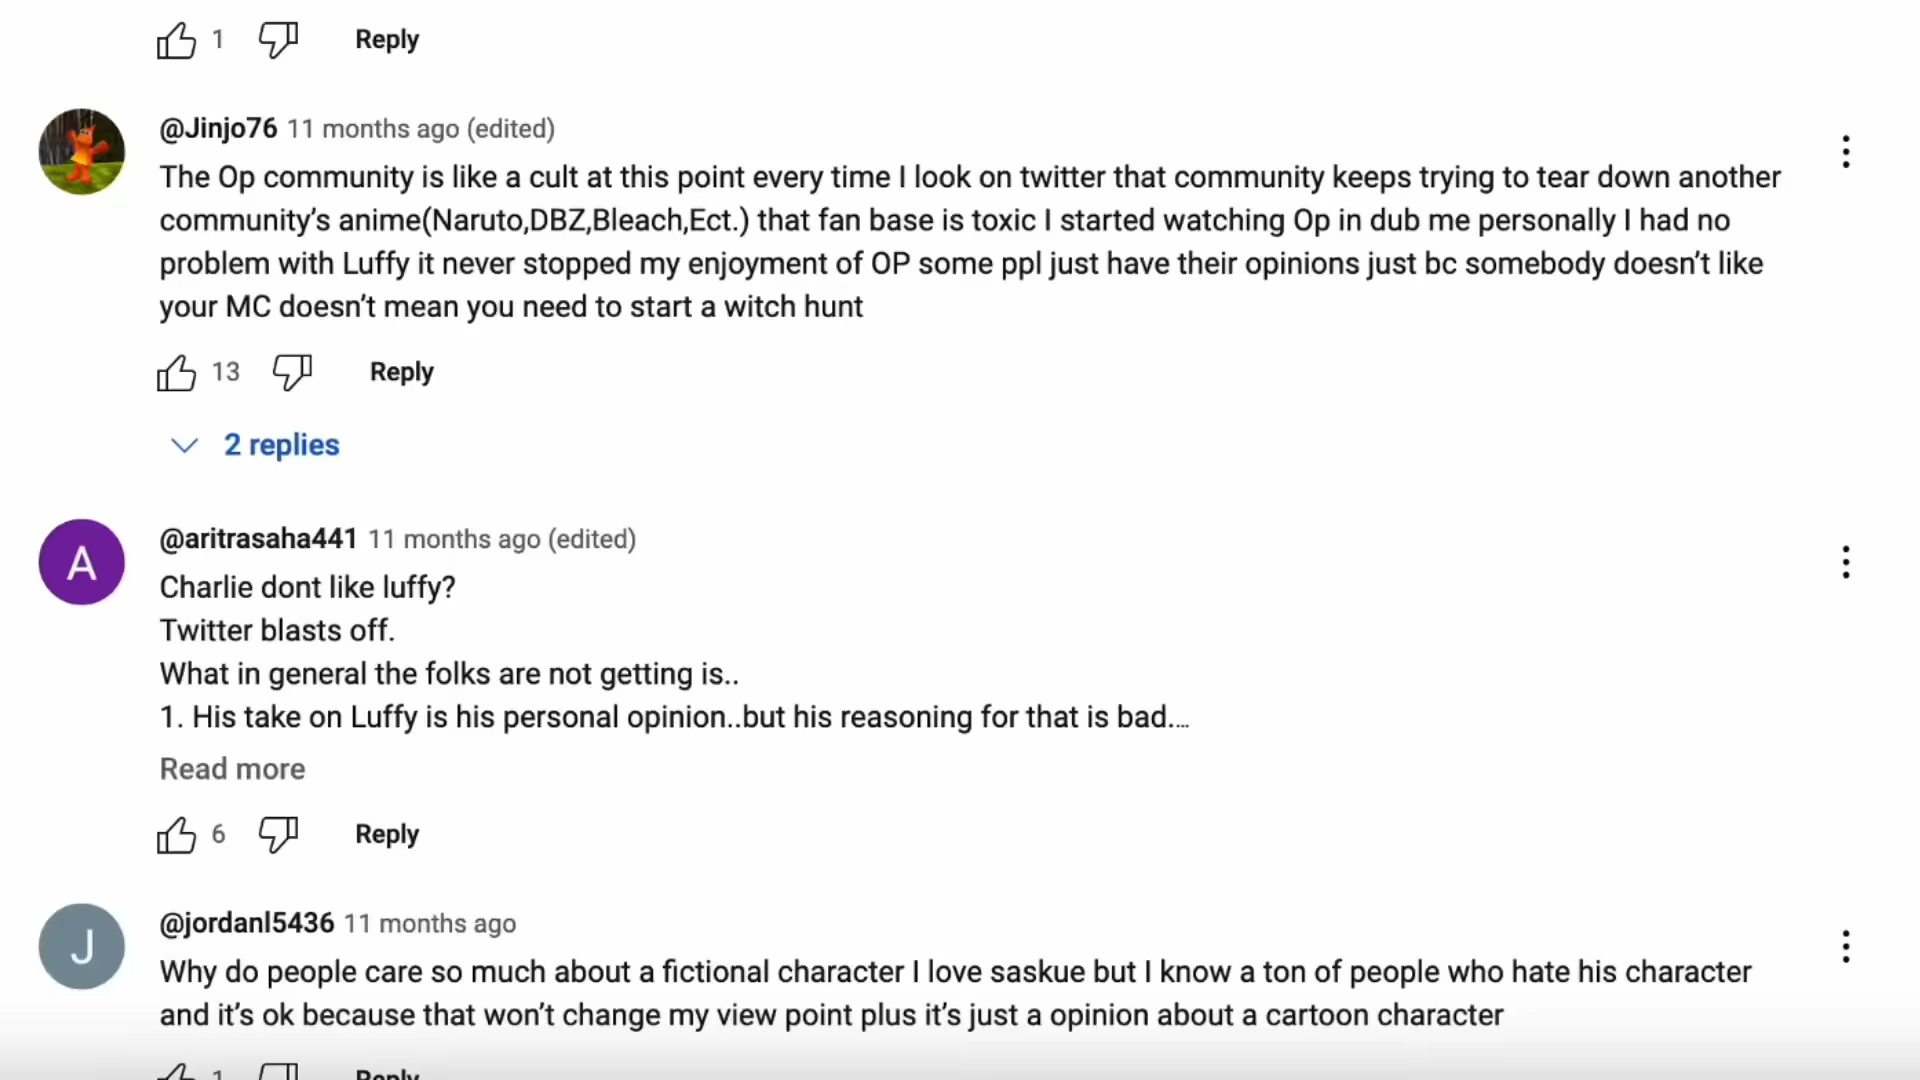 1 Reply
@Jinjo76 11 months ago (edited)
The Op community is like a cult at this point every time I look on twitter that community keeps trying to tear down another
community’s anime(Naruto,DBZ,Bleach,Ect.) that fan base is toxic I started watching Op in dub me personally I had no
problem with Luffy it never stopped my enjoyment of OP some ppl just have their opinions just bc somebody doesn’t like
your MC doesn’t mean you need to start a witch hunt
13 Reply
2 replies
A
@aritrasaha441 11 months ago (edited)
Charlie dont like luffy?
Twitter blasts off.
What in general the folks are not getting is..
1. His take on Luffy is his personal opinion..but his reasoning for that is bad....
Read more
6 Reply
J
@jordanl5436 11 months ago
Why do people care so much about a fictional character I love saskue but I know a ton of people who hate his character
and it’s ok because that won’t change my view point plus it’s just a opinion about a cartoon character
1 Reply